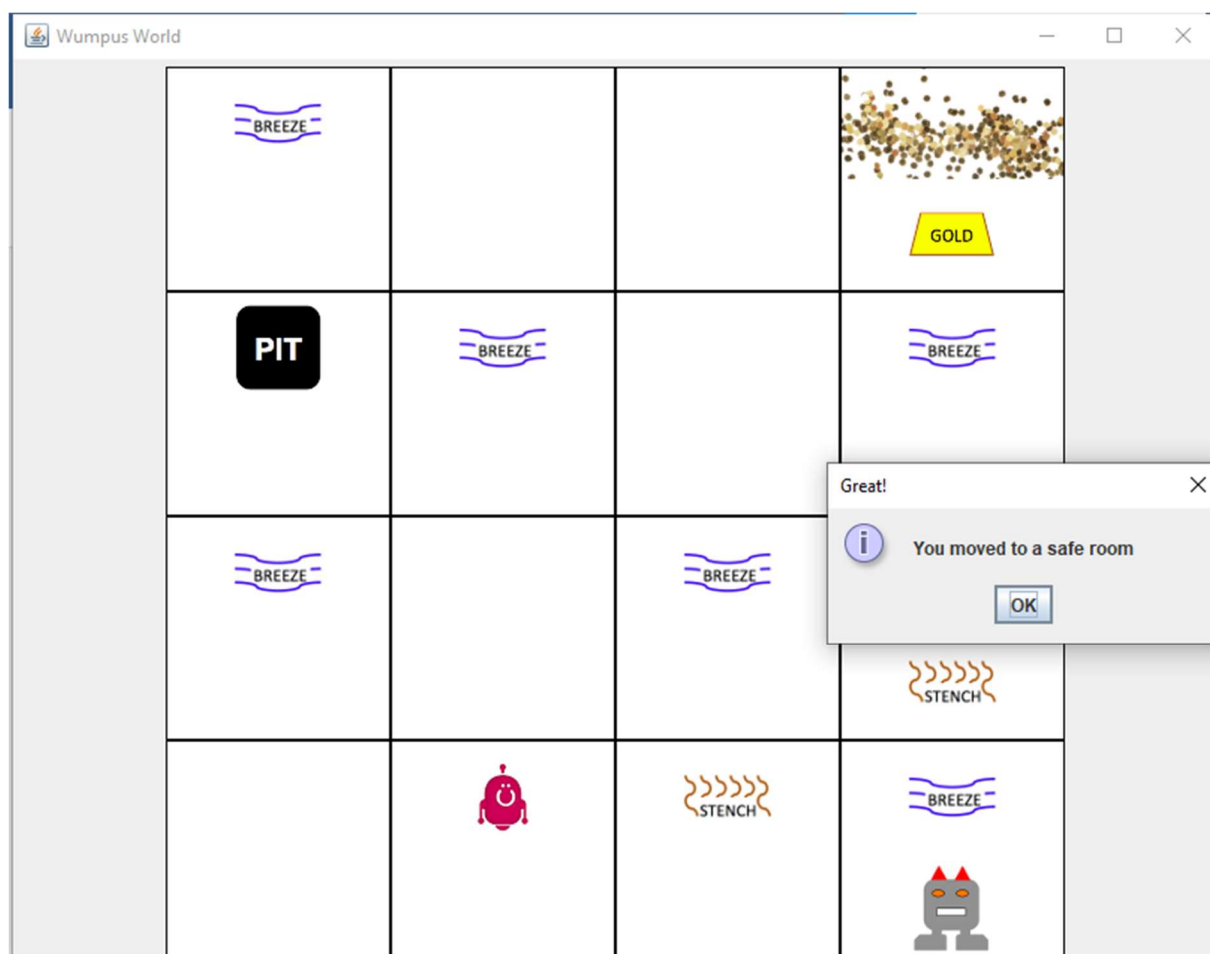 Wumpus World
BREEZE
GOLD
PIT
BREEZE
BREEZE
Great!
You moved to a safe room
OK
BREEZE
BREEZE
STENCH
STENCH
BREEZE